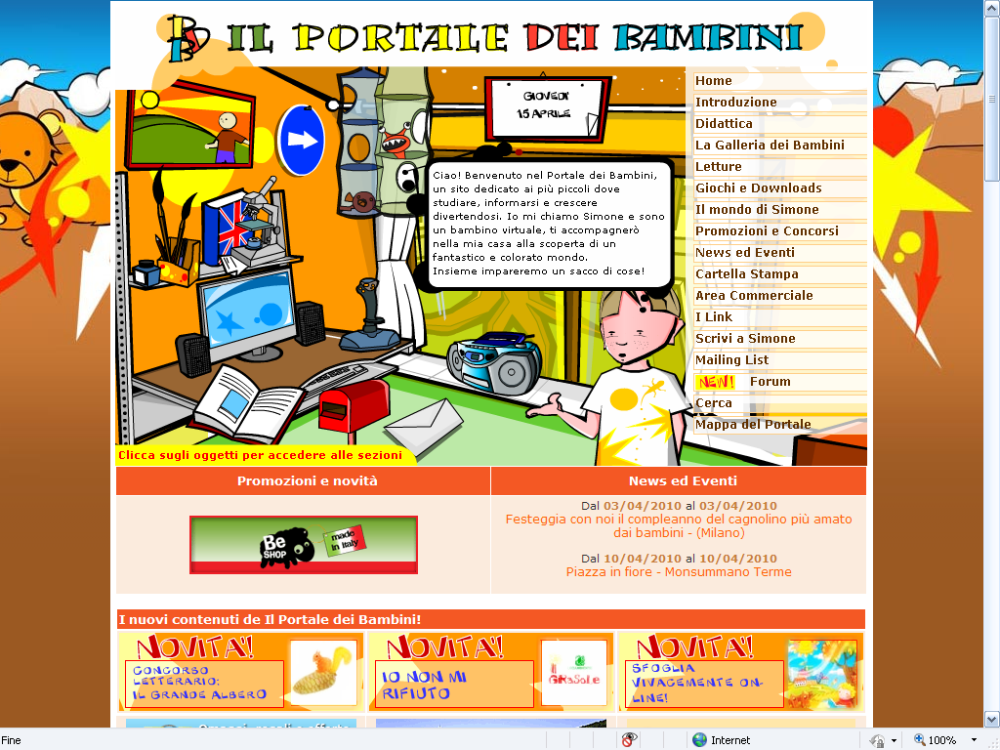 PB IL PORTALE DEI BAMBINI
GIOVEDI'
15 APRILE
Ciao! Benvenuto nel Portale dei Bambini,
un sito dedicato ai più piccoli dove
studiare, informarsi e crescere
divertendosi. Io mi chiamo Simone e sono
un bambino virtuale, ti accompagnerò
nella mia casa alla scoperta di un
fantastico e colorato mondo.
Insieme impareremo un sacco di cose!
Home
Introduzione
Didattica
La Galleria dei Bambini
Letture
Giochi e Downloads
Il mondo di Simone
Promozioni e Concorsi
News ed Eventi
Cartella Stampa
Area Commerciale
I Link
Scrivi a Simone
Mailing List
NEW! Forum
Cerca
Mappa del Portale
Clicca sugli oggetti per accedere alle sezioni
Promozioni e novità
Be
SHOP
made
in Italy
News ed Eventi
Dal 03/04/2010 al 03/04/2010
Festeggia con noi il compleanno del cagnolino più amato
dai bambini - (Milano)
Dal 10/04/2010 al 10/04/2010
Piazza in fiore - Monsummano Terme
I nuovi contenuti de Il Portale dei Bambini!
NOVITA'!
CONCORSO
LETTERARIO:
IL GRANDE ALBERO
NOVITA'!
IO NON MI
RIFIUTO
GiRaSoLe
NOVITA'!
SFOGLIA
VIVAGEMENTE ON-
LINE!
Fine
Internet
100%